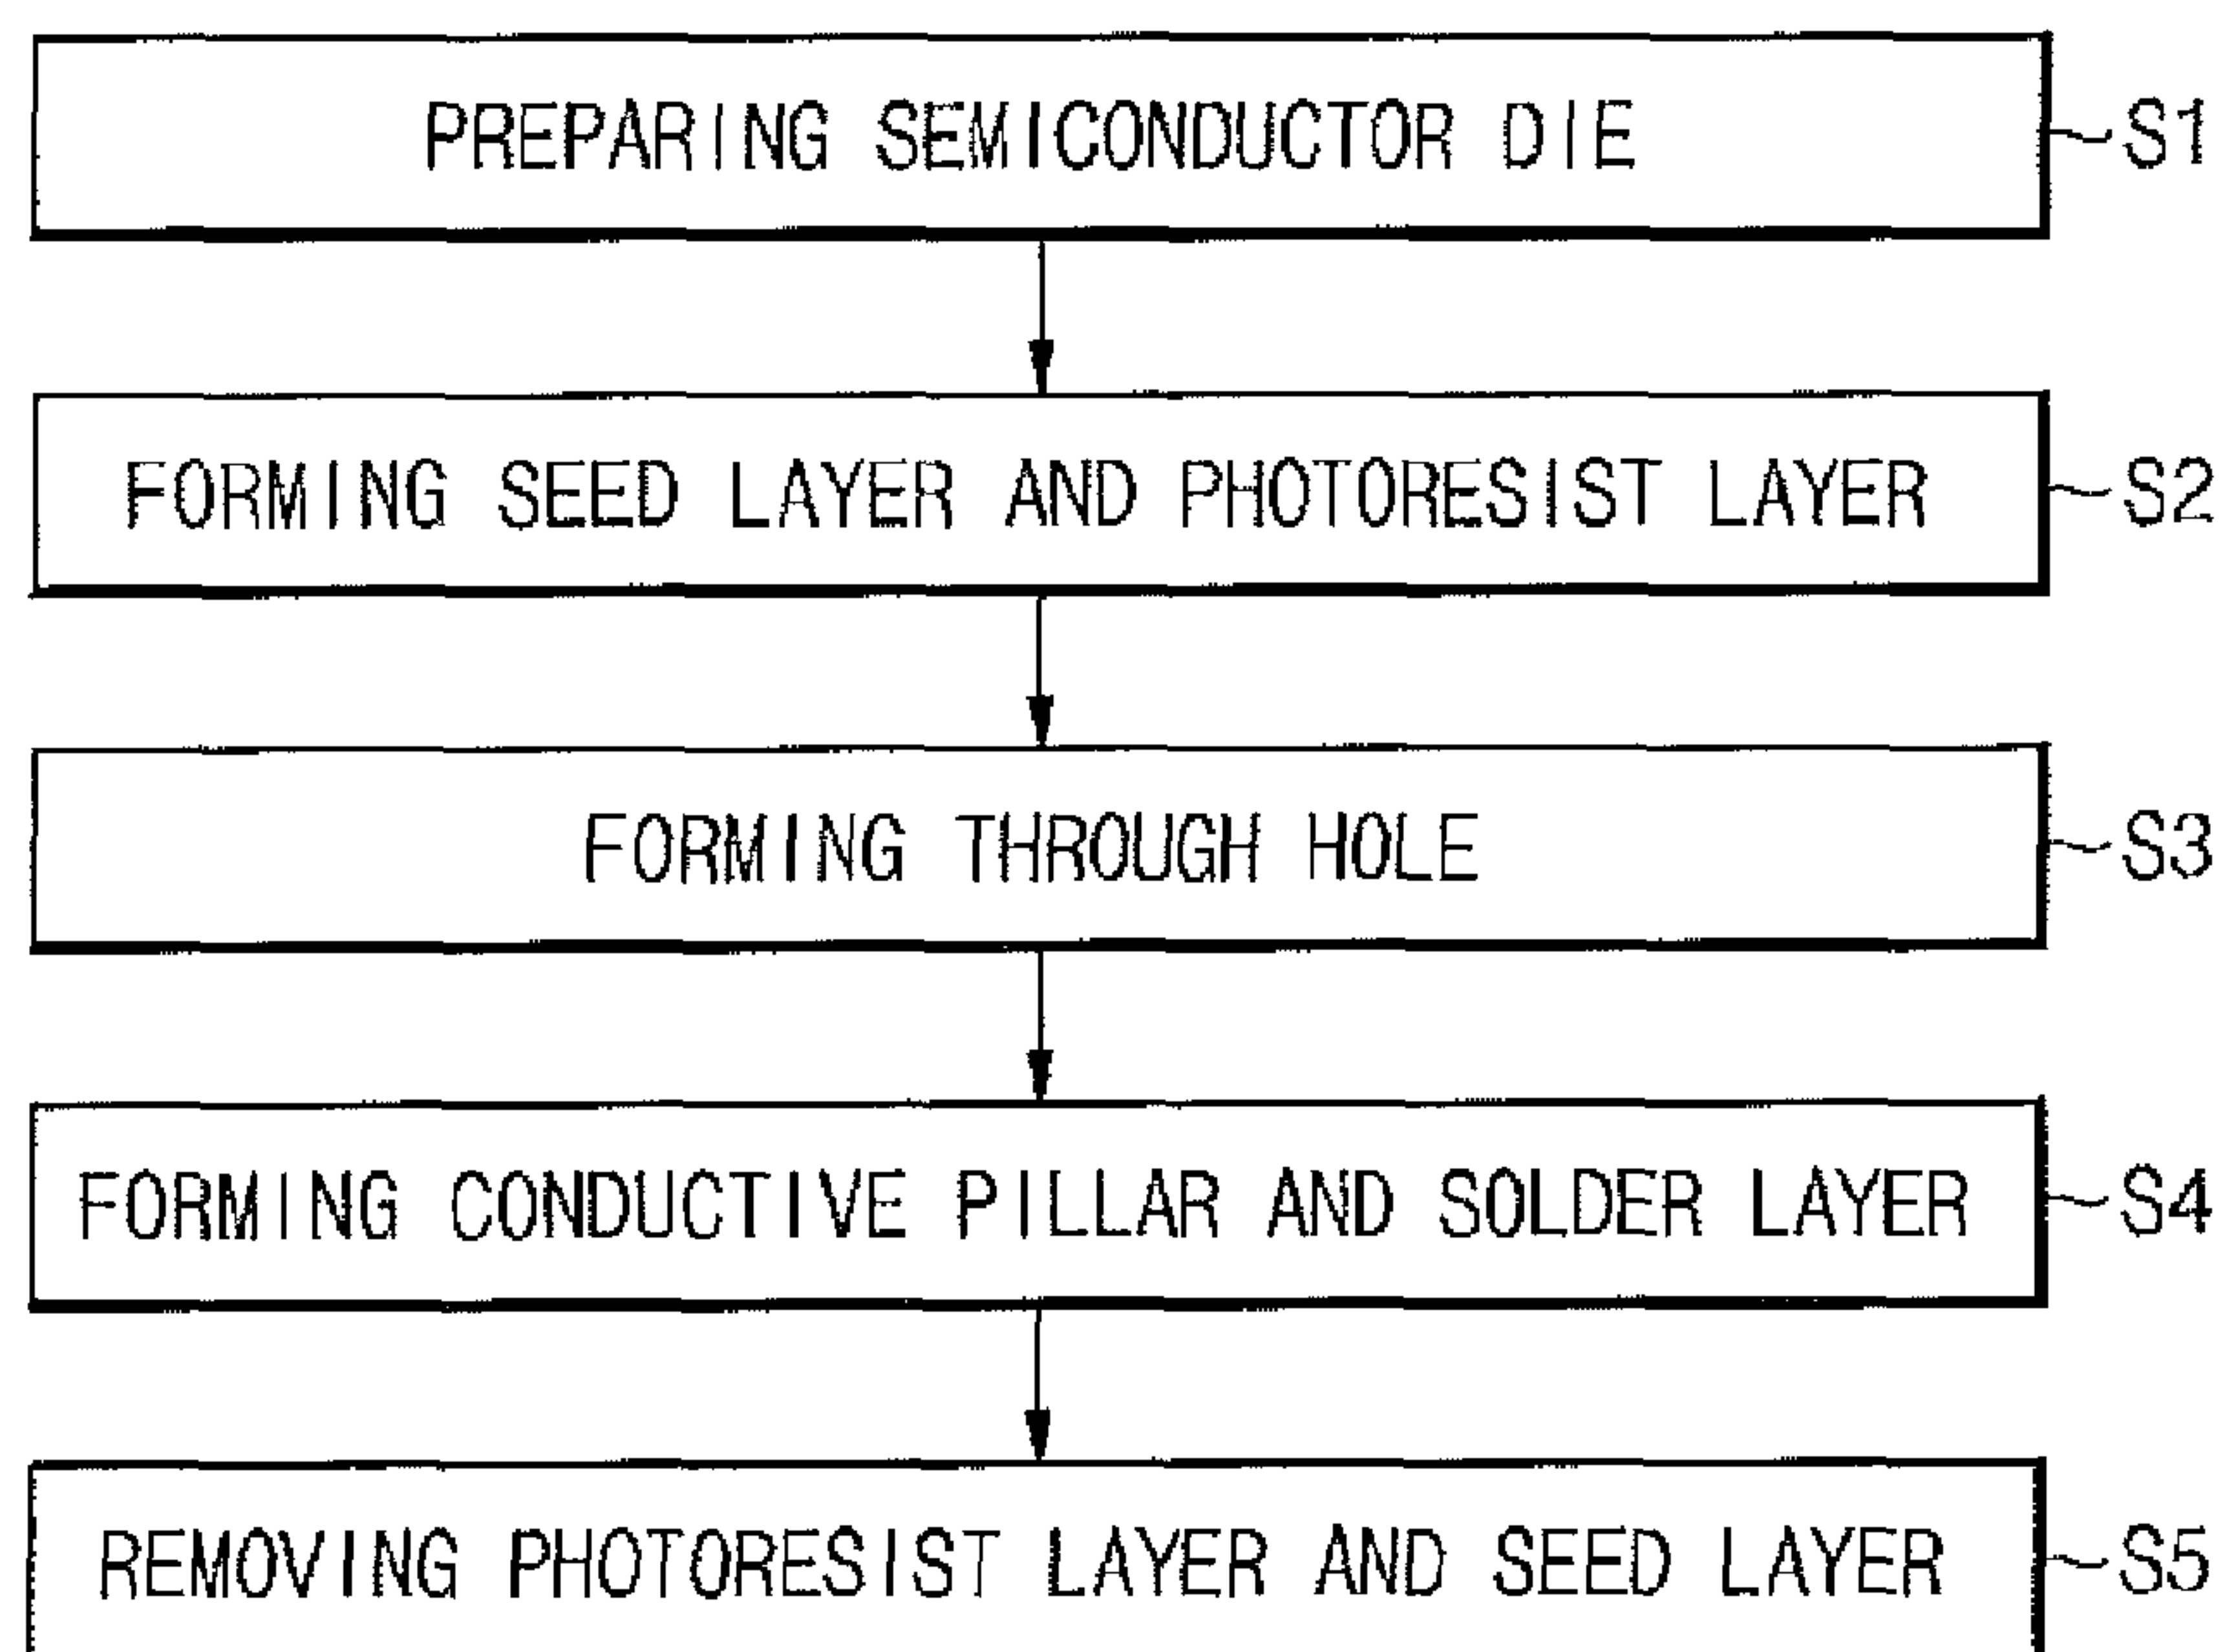 PREPARING SEMICONDUCTOR DIE S1
FORMING SEED LAYER AND PHOTORESIST LAYER S2
FORMING THROUGH HOLE S3
FORMING CONDUCTIVE PILLAR AND SOLDER LAYER S4
REMOVING PHOTORESIST LAYER AND SEED LAYER S5